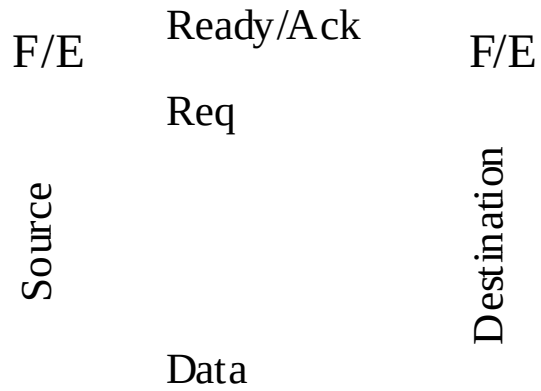 F/E
Ready/Ack
F/E
Req
Source
Destination
Data